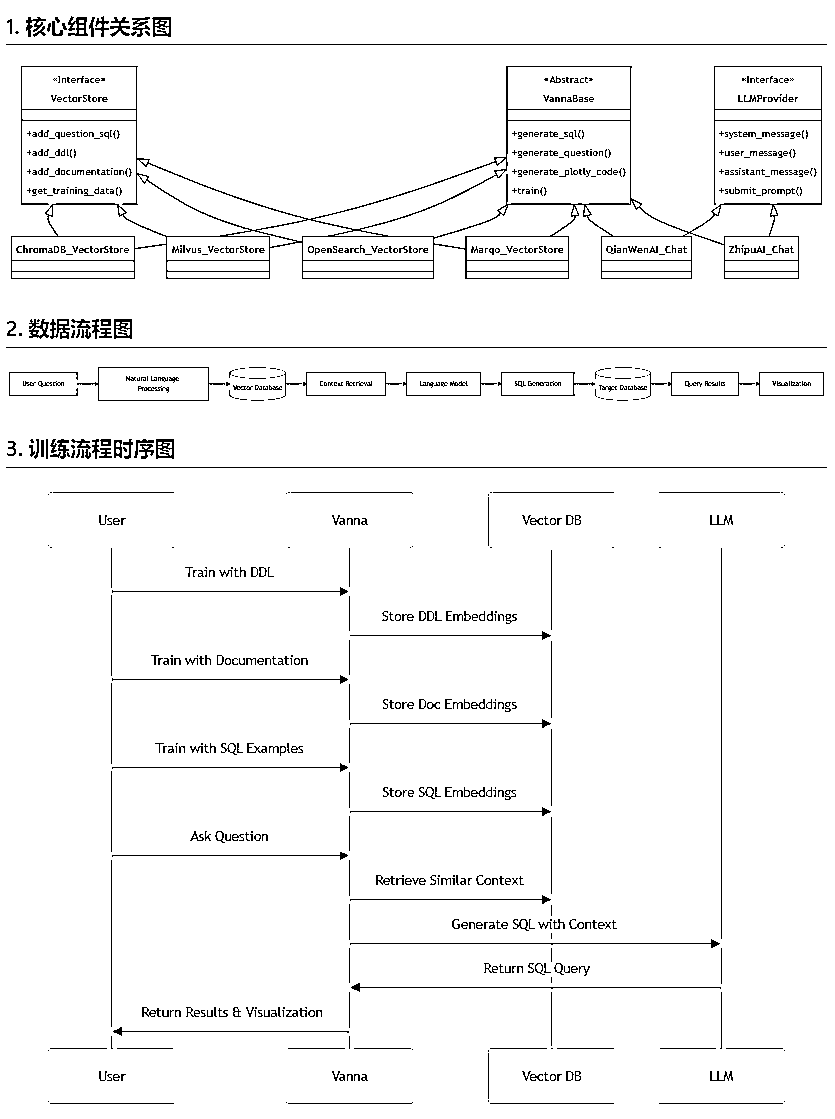 1. 核心组件关系图
«Interface»
VectorStore
+add_question_sql()
+add_ddl()
+add_documentation()
+get_training_data()
«Abstract»
VannaBase
+generate_sql()
+generate_question()
+generate_plotly_code()
+train()
«Interface»
LLMProvider
+system_message()
+user_message()
+assistant_message()
+submit_prompt()
ChromaDB_VectorStore
Milvus_VectorStore
OpenSearch_VectorStore
Marqo_VectorStore
QianWenAI_Chat
ZhipuAI_Chat
2. 数据流程图
User Question
Natural Language
Processing
Vector Database
Context Retrieval
Language Model
SQL Generation
Target Database
Query Results
Visualization
3. 训练流程时序图
User
Vanna
Vector DB
LLM
Train with DDL
Store DDL Embeddings
Train with Documentation
Store Doc Embeddings
Train with SQL Examples
Store SQL Embeddings
Ask Question
Retrieve Similar Context
Generate SQL with Context
Return SQL Query
Return Results & Visualization
User
Vanna
Vector DB
LLM